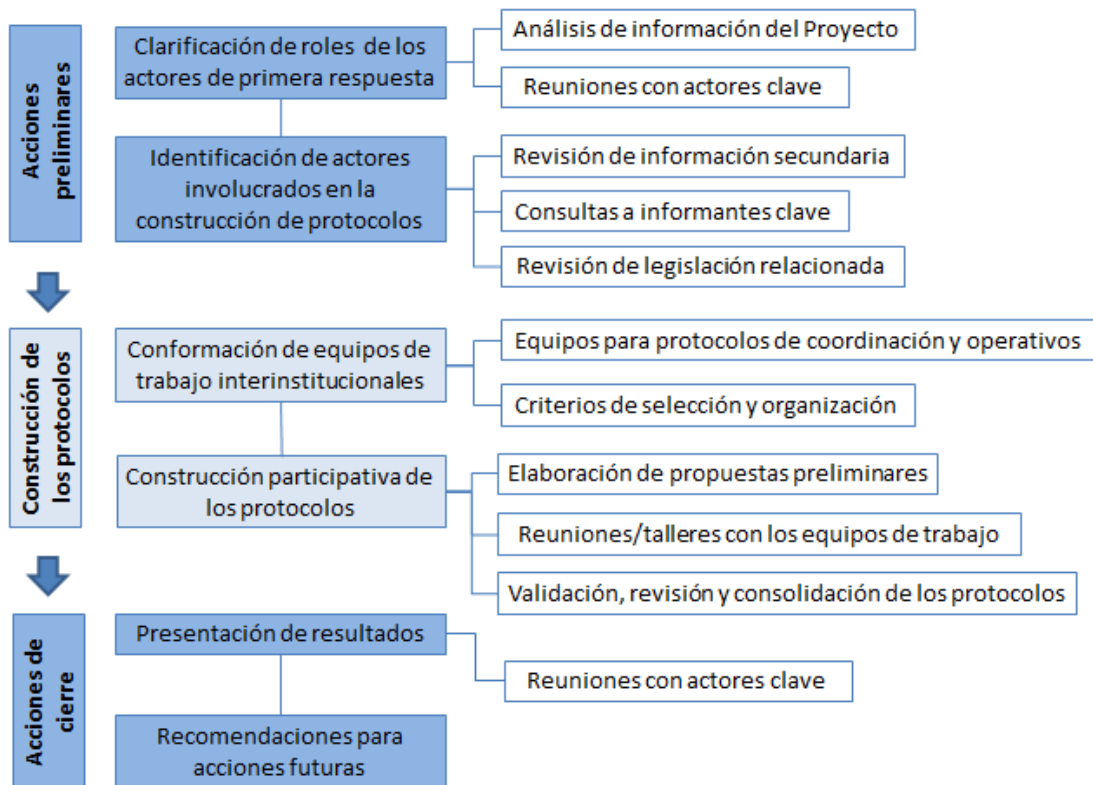 Acciones
preliminares
Clarificación de roles de los
actores de primera respuesta
Análisis de información del Proyecto
Reuniones con actores clave
Identificación de actores
involucrados en la
construcción de protocolos
Revisión de información secundaria
Consultas a informantes clave
Revisión de legislación relacionada
Construcción de
los protocolos
Conformación de equipos de
trabajo interinstitucionales
Equipos para protocolos de coordinación y operativos
Criterios de selección y organización
Construcción participativa de
los protocolos
Elaboración de propuestas preliminares
Reuniones/talleres con los equipos de trabajo
Validación, revisión y consolidación de los protocolos
Acciones de
cierre
Presentación de resultados
Reuniones con actores clave
Recomendaciones para
acciones futuras